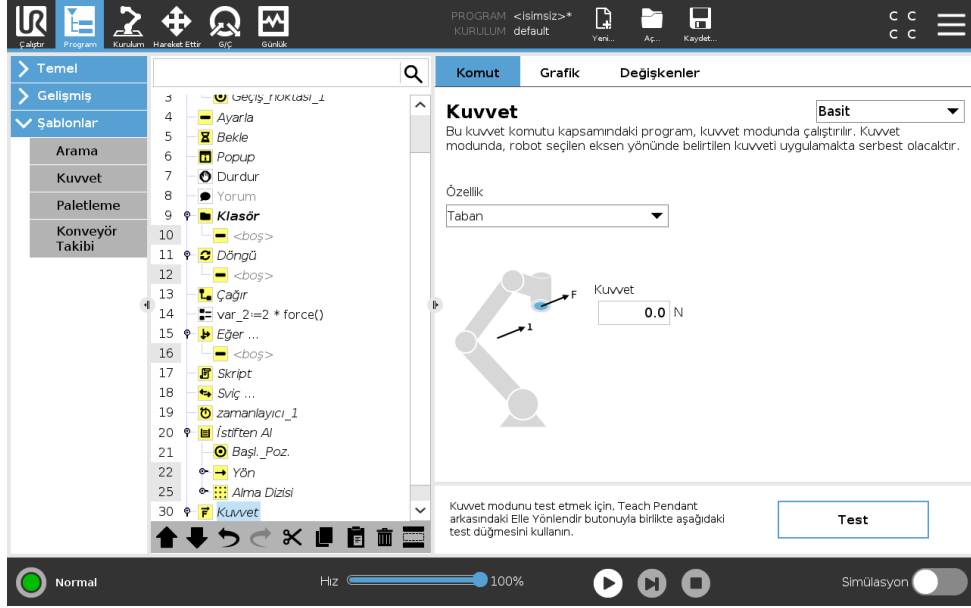 UR
Çalıştır
Program
Kurulum
Hareket Ettir
G/Ç
Günlük
PROGRAM <isimsiz>*
KURULUM default
Yeni...
Aç...
Kaydet...
C C
C C
Temel
Gelişmiş
Şablonlar
Arama
Kuvvet
Paletleme
Konveyör
Takibi
3 Geçiş_noktası_1
4 Ayarla
5 Bekle
6 Popup
7 Durdur
8 Yorum
9 Klasör
10 <boş>
11 Döngü
12 <boş>
13 Çağır
14 var_2:=2 * force()
15 Eğer ...
16 <boş>
17 Skript
18 Sviç ...
19 zamanlayıcı_1
20 İstiften Al
21 Başl._Poz.
22 Yön
25 Alma Dizisi
30 Kuvvet
Komut
Grafik
Değişkenler
Kuvvet
Basit
Bu kuvvet komutu kapsamındaki program, kuvvet modunda çalıştırılır. Kuvvet
modunda, robot seçilen eksen yönünde belirtilen kuvveti uygulamakta serbest olacaktır.
Özellik
Taban
F
1
Kuvvet
0.0 N
Kuvvet modunu test etmek için, Teach Pendant
arkasındaki Elle Yönlendir butonuyla birlikte aşağıdaki
test düğmesini kullanın.
Test
Normal
Hız
100%
Simülasyon